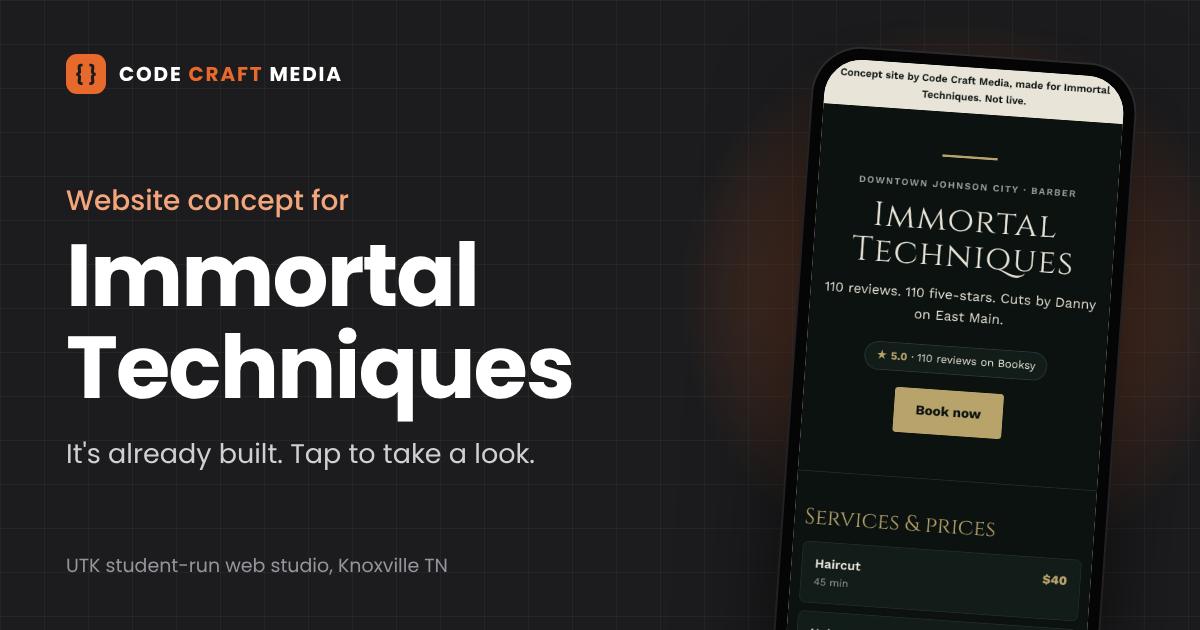 { }
CODE CRAFT MEDIA
Website concept for
Immortal
Techniques
It's already built. Tap to take a look.
UTK student-run web studio, Knoxville TN
Concept site by Code Craft Media, made for Immortal
Techniques. Not live.
DOWNTOWN JOHNSON CITY · BARBER
IMMORTAL
TECHNIQUES
110 reviews. 110 five-stars. Cuts by Danny
on East Main.
★ 5.0 · 110 reviews on Booksy
Book now
SERVICES & PRICES
Haircut
$40
45 min